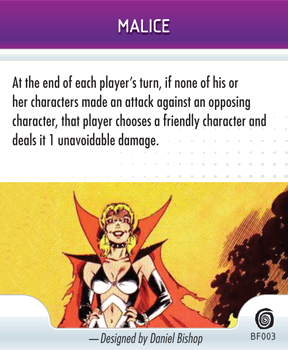 MALICE
At the end of each player's turn, if none of his or
her characters made an attack against an opposing
character, that player chooses a friendly character and
deals it 1 unavoidable damage.
— Designed by Daniel Bishop
BF003